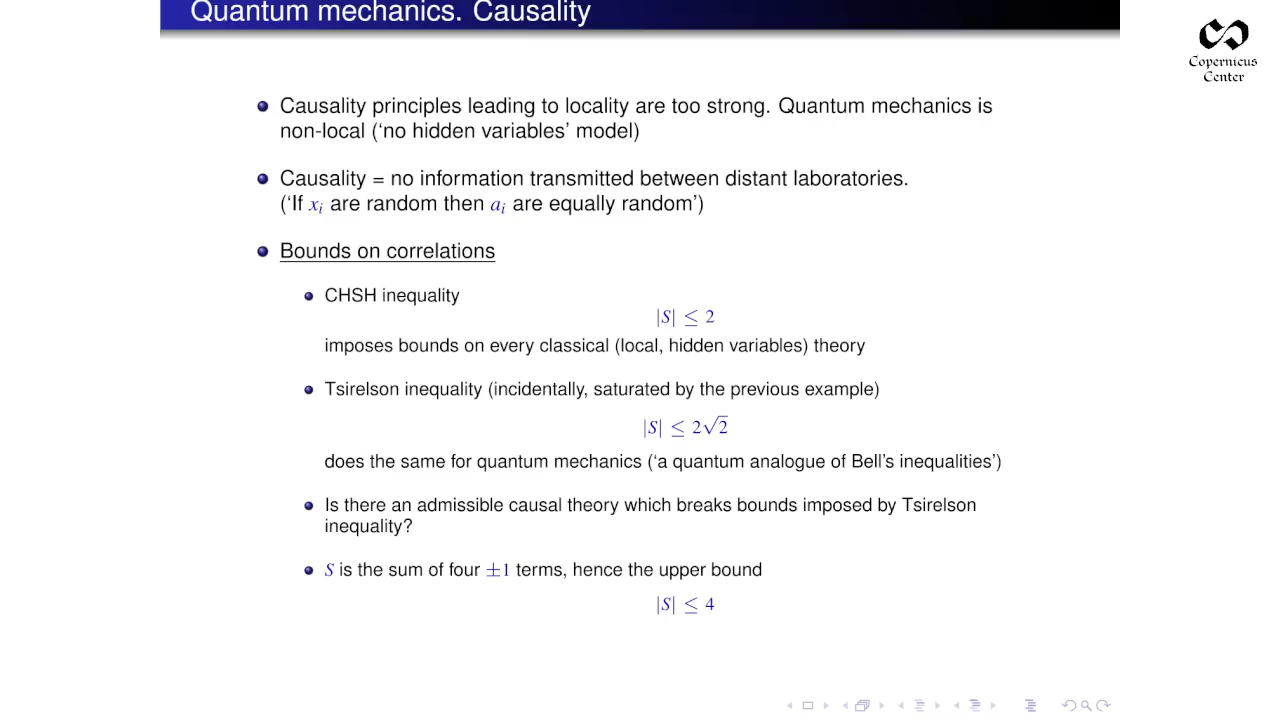 Quantum mechanics. Causality
Copernicus
Center
Causality principles leading to locality are too strong. Quantum mechanics is
non-local (‘no hidden variables’ model)
Causality = no information transmitted between distant laboratories.
(‘If xᵢ are random then aᵢ are equally random’)
Bounds on correlations
CHSH inequality
|S| ≤ 2
imposes bounds on every classical (local, hidden variables) theory
Tsirelson inequality (incidentally, saturated by the previous example)
|S| ≤ 2√2
does the same for quantum mechanics (‘a quantum analogue of Bell’s inequalities’)
Is there an admissible causal theory which breaks bounds imposed by Tsirelson
inequality?
S is the sum of four ±1 terms, hence the upper bound
|S| ≤ 4